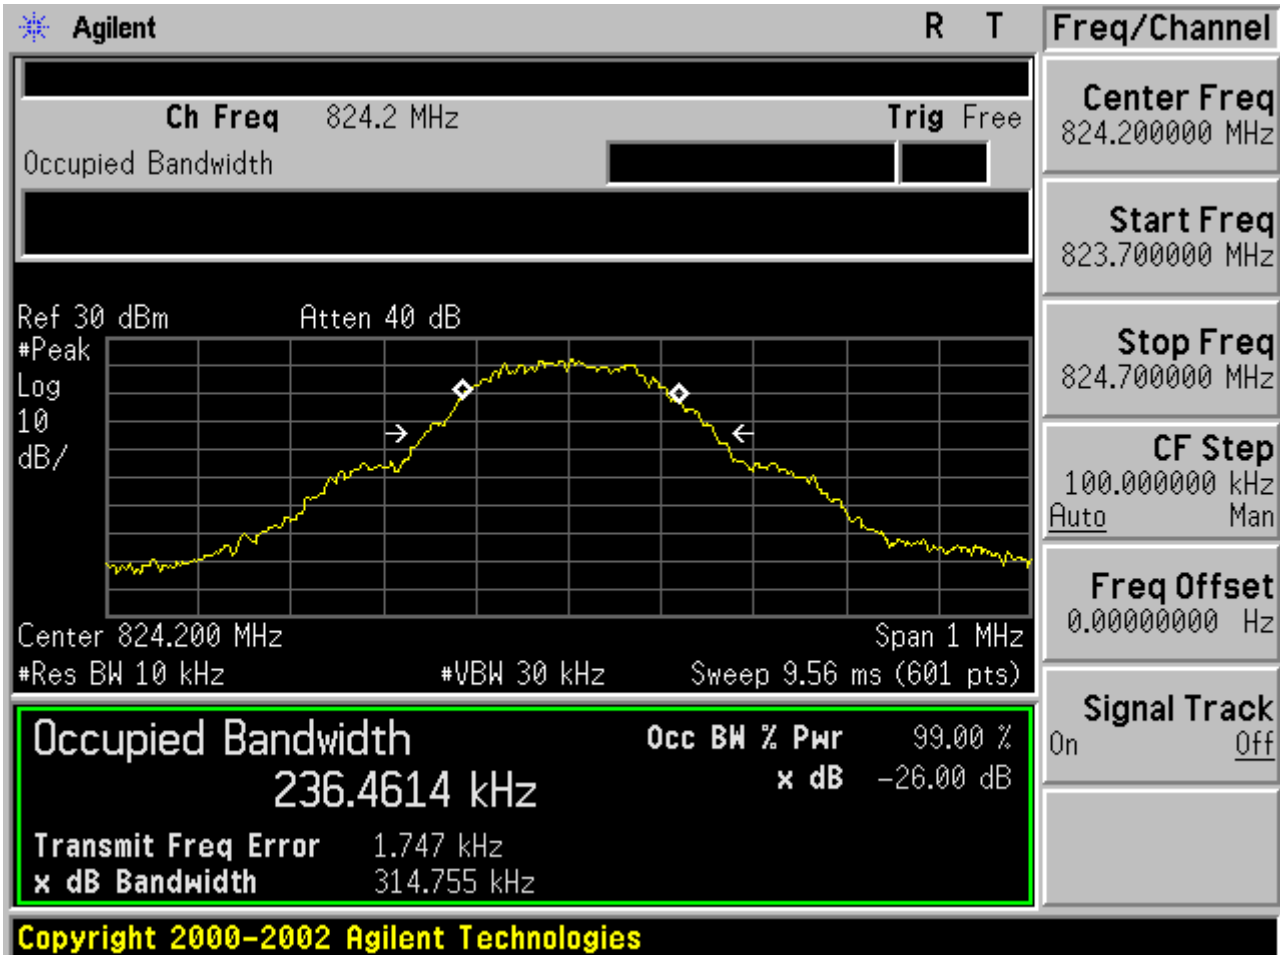 Agilent R T
Ch Freq 824.2 MHz Trig Free
Occupied Bandwidth
Ref 30 dBm Atten 40 dB
#Peak
Log
10
dB/
Center 824.200 MHz Span 1 MHz
#Res BW 10 kHz #VBW 30 kHz Sweep 9.56 ms (601 pts)
Occupied Bandwidth
236.4614 kHz
Occ BW % Pwr 99.00 %
x dB -26.00 dB
Transmit Freq Error 1.747 kHz
x dB Bandwidth 314.755 kHz
Copyright 2000-2002 Agilent Technologies
Freq/Channel
Center Freq
824.200000 MHz
Start Freq
823.700000 MHz
Stop Freq
824.700000 MHz
CF Step
100.000000 kHz
Auto Man
Freq Offset
0.00000000 Hz
Signal Track
On Off